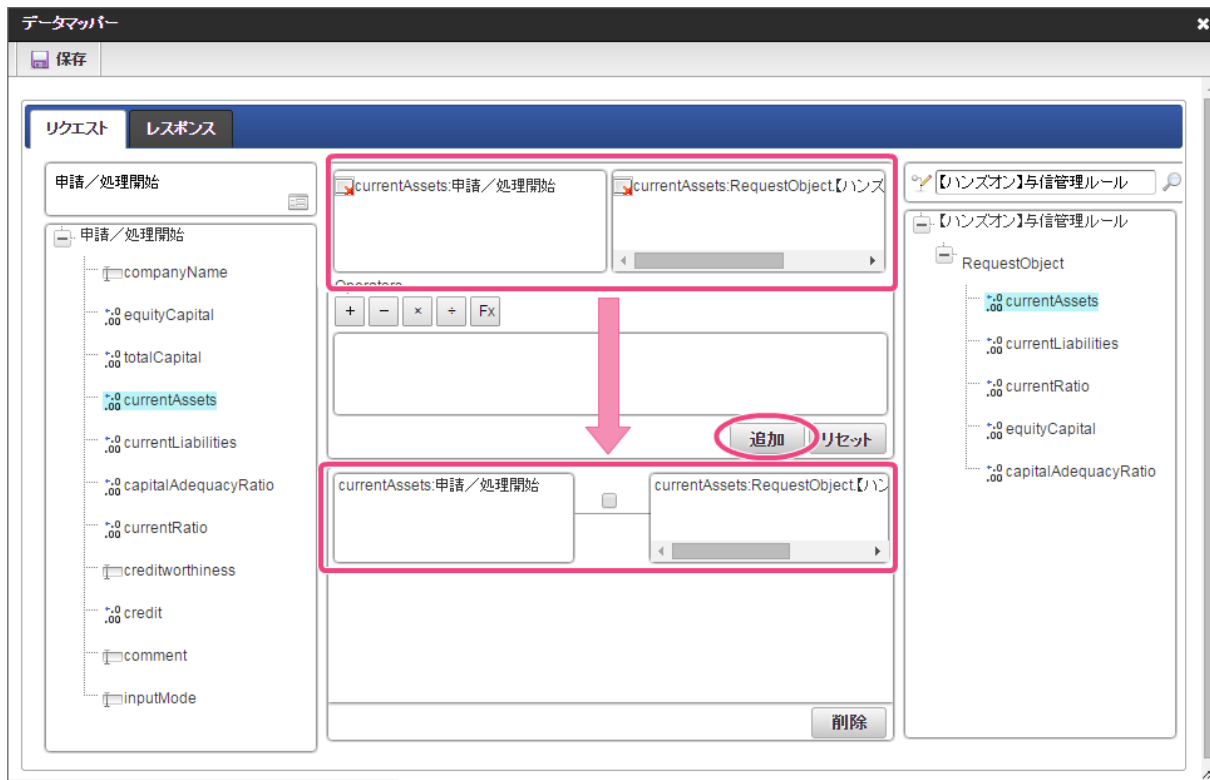 データマッパー
保存
リクエスト
レスポンス
申請／処理開始
申請／処理開始
companyName
equityCapital
totalCapital
currentAssets
currentLiabilities
capitalAdequacyRatio
currentRatio
creditworthiness
credit
comment
inputMode
currentAssets:申請／処理開始
currentAssets:RequestObject.【ハンズ
Operators
+ − × ÷ Fx
追加
リセット
currentAssets:申請／処理開始
currentAssets:RequestObject.【ハン
削除
【ハンズオン】与信管理ルール
【ハンズオン】与信管理ルール
RequestObject
currentAssets
currentLiabilities
currentRatio
equityCapital
capitalAdequacyRatio